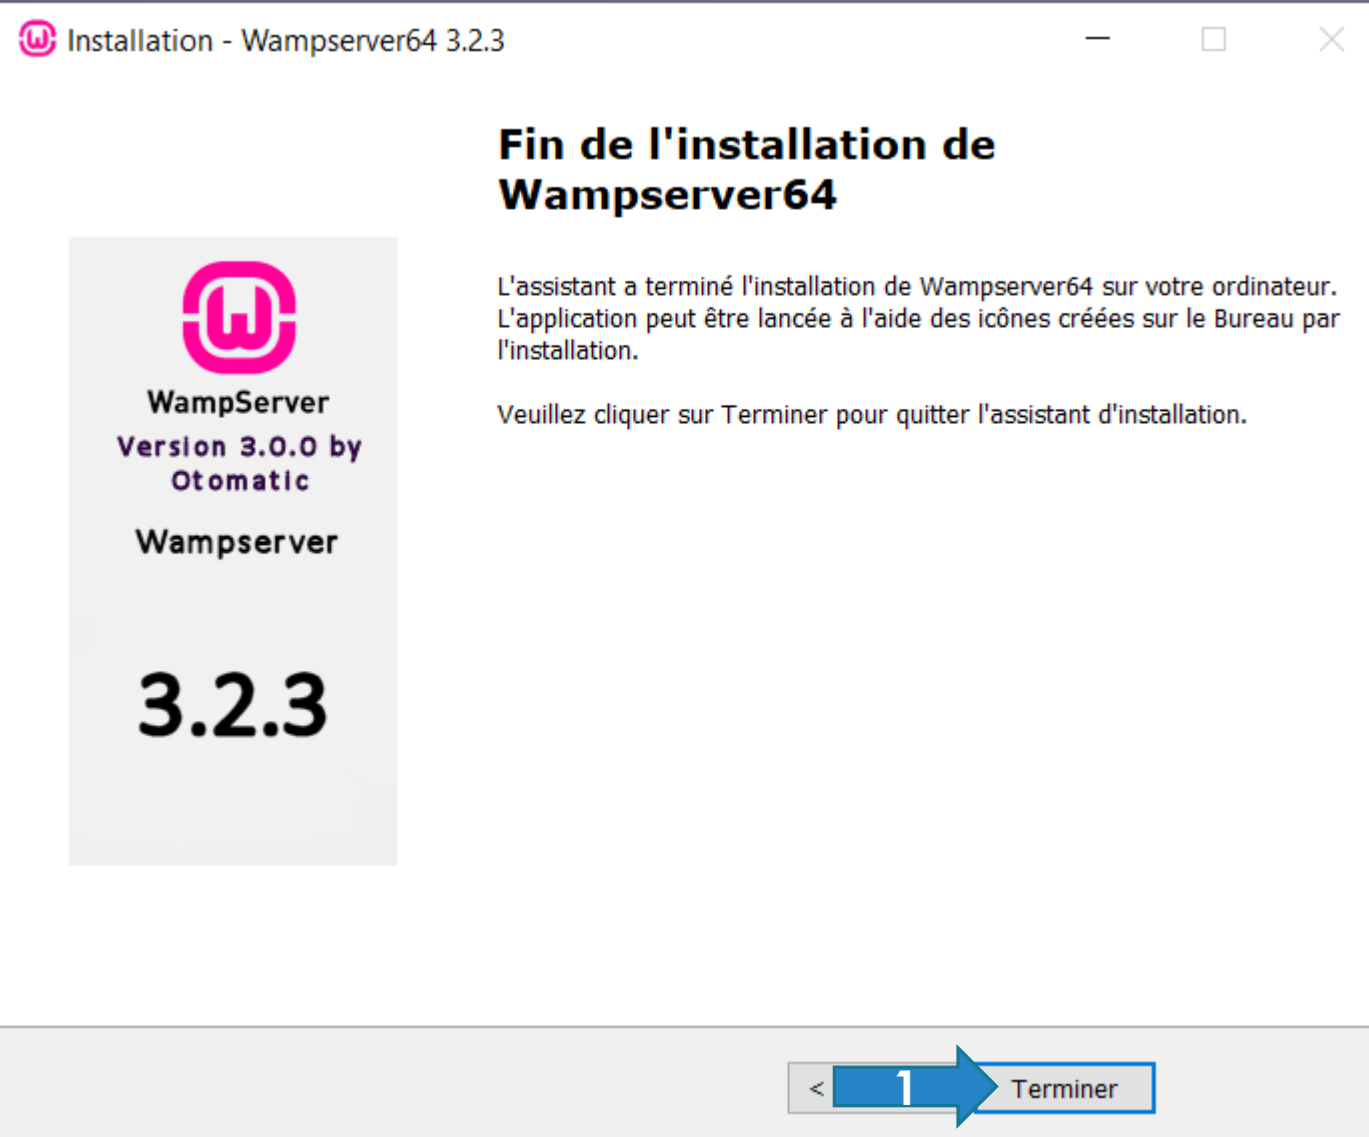 Installation - Wampserver64 3.2.3
Fin de l'installation de
Wampserver64
L'assistant a terminé l'installation de Wampserver64 sur votre ordinateur.
L'application peut être lancée à l'aide des icônes créées sur le Bureau par
l'installation.
Veuillez cliquer sur Terminer pour quitter l'assistant d'installation.
WampServer
Version 3.0.0 by
Otomatic
Wampserver
3.2.3
< 1 Terminer